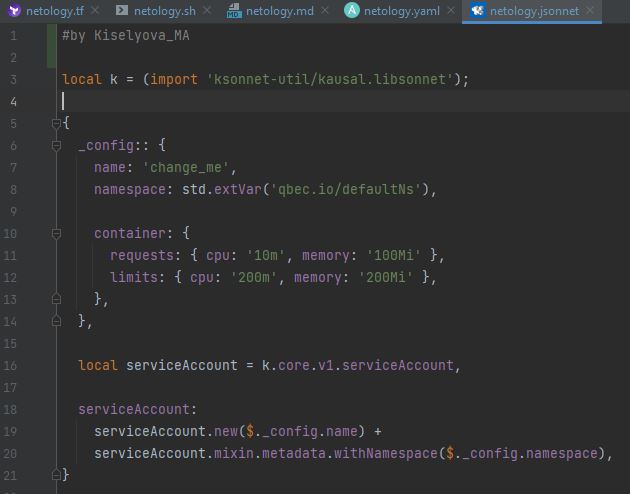 netology.tf netology.sh netology.md netology.yaml netology.jsonnet
1 #by Kiselyova_MA
2
3 local k = (import 'ksonnet-util/kausal.libsonnet');
4
5 {
6   _config:: {
7     name: 'change_me',
8     namespace: std.extVar('qbec.io/defaultNs'),
9
10     container: {
11       requests: { cpu: '10m', memory: '100Mi' },
12       limits: { cpu: '200m', memory: '200Mi' },
13     },
14   },
15
16   local serviceAccount = k.core.v1.serviceAccount,
17
18   serviceAccount:
19     serviceAccount.new($._config.name) +
20     serviceAccount.mixin.metadata.withNamespace($._config.namespace),
21 }